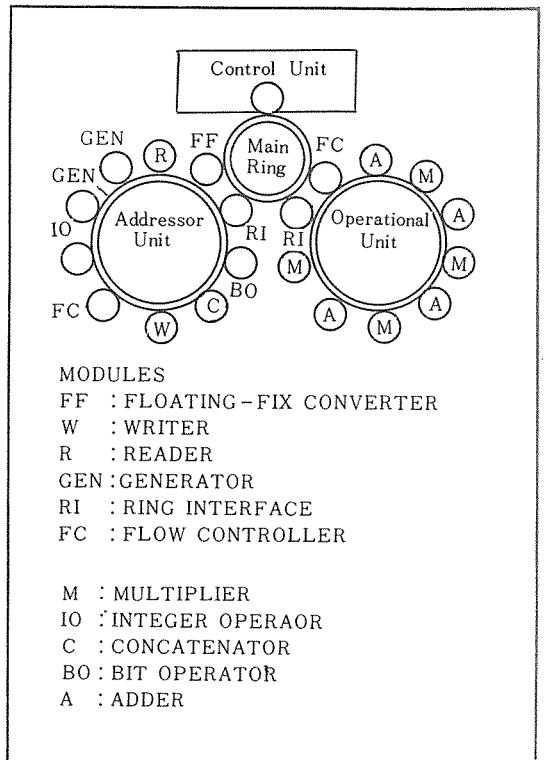 Control Unit
GEN
FF
Main
Ring
FC
R
A
M
GEN
A
IO
Addressor
Unit
RI
RI
Operational
Unit
M
M
BO
FC
C
A
A
W
M
MODULES
FF : FLOATING-FIX CONVERTER
W : WRITER
R : READER
GEN : GENERATOR
RI : RING INTERFACE
FC : FLOW CONTROLLER
M : MULTIPLIER
IO : INTEGER OPERAOR
C : CONCATENATOR
BO : BIT OPERATOR
A : ADDER